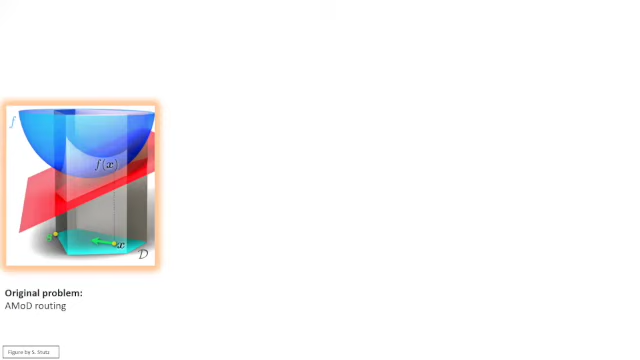 f
f(x)
x
s
D
Original problem:
AMoD routing
Figure by S. Stutz